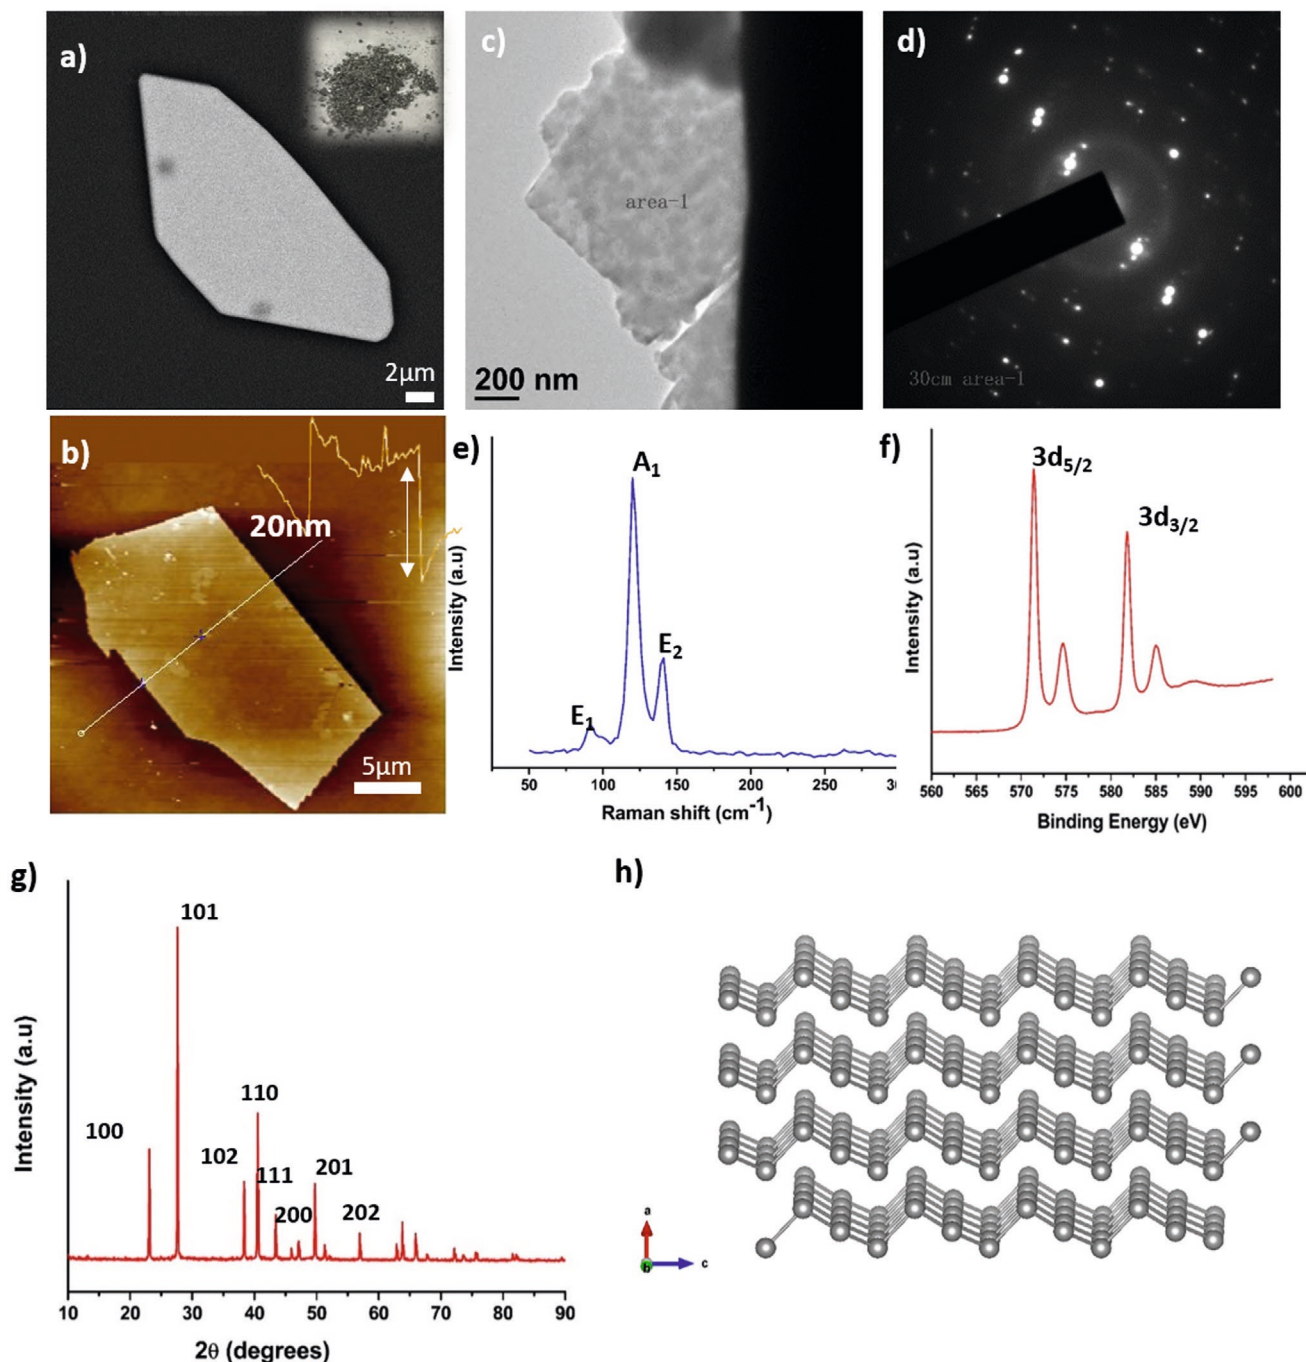 a)
2μm
c)
area-1
200 nm
d)
30cm area-1
b)
20nm
5μm
e)
A1
E2
E1
Intensity (a.u)
50 100 150 200 250 3
Raman shift (cm-1)
f)
3d5/2
3d3/2
Intensity (a.u)
560 565 570 575 580 585 590 595 600
Binding Energy (eV)
g)
101
110
100
102
111
201
200
202
Intensity (a.u)
10 20 30 40 50 60 70 80 90
2θ (degrees)
h)
a
b
c